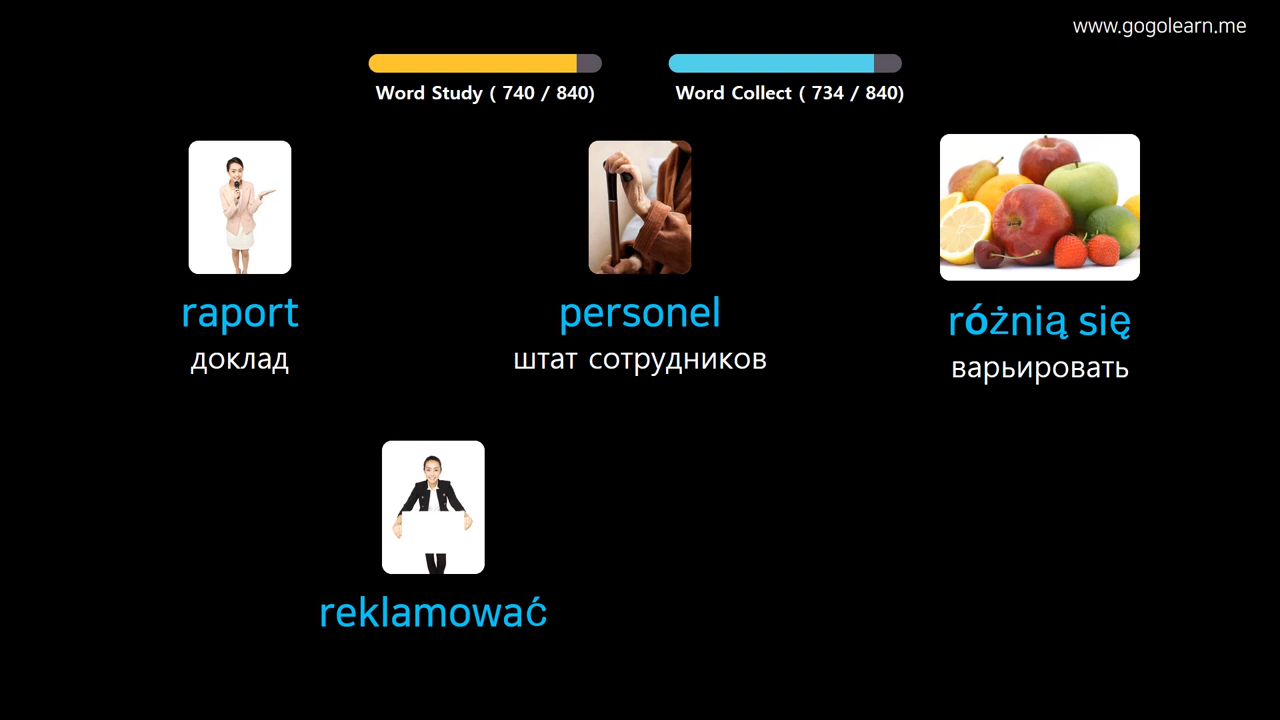 www.gogolearn.me
Word Study ( 740 / 840)
Word Collect ( 734 / 840)
raport
доклад
personel
штат сотрудников
różnią się
варьировать
reklamować